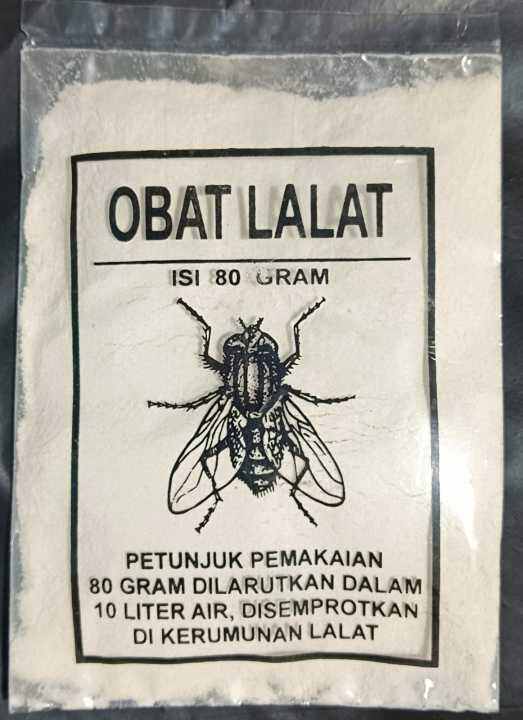 OBAT LALAT
ISI 80 GRAM
PETUNJUK PEMAKAIAN
80 GRAM DILARUTKAN DALAM
10 LITER AIR, DISEMPROTKAN
DI KERUMUNAN LALAT